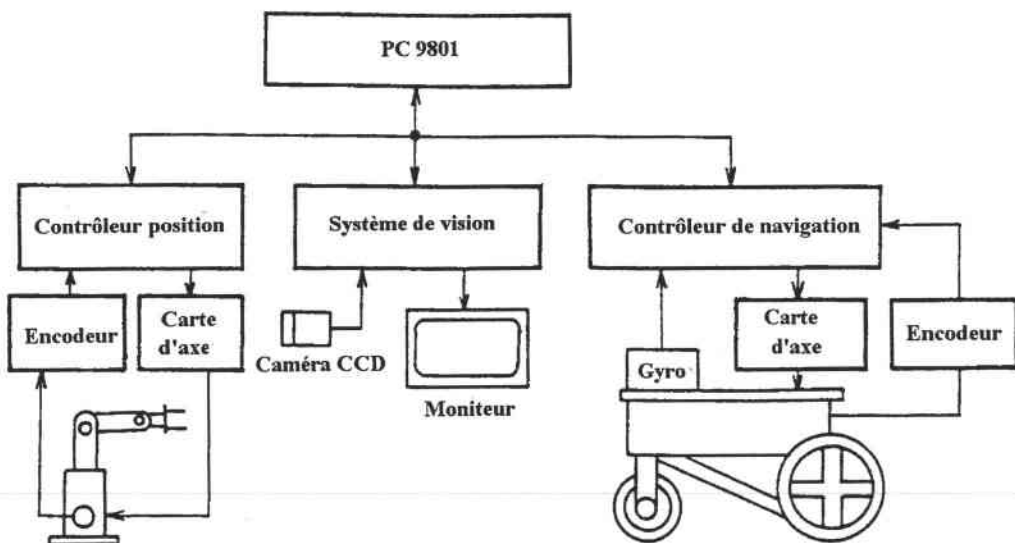 PC 9801
Contrôleur position
Système de vision
Contrôleur de navigation
Encodeur
Carte
d'axe
Caméra CCD
Moniteur
Gyro
Carte
d'axe
Encodeur